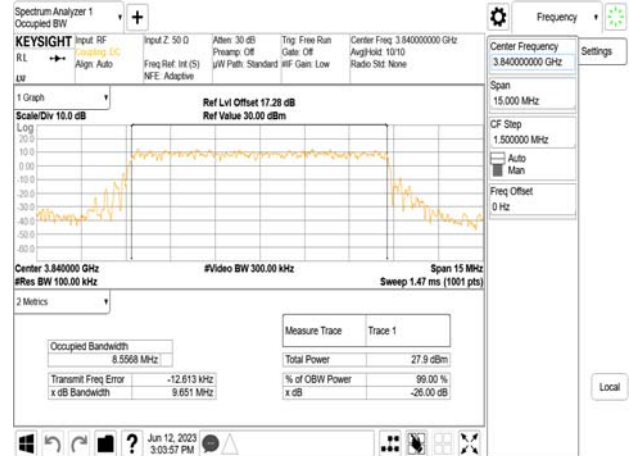 Spectrum Analyzer 1
Occupied BW
Frequency
KEYSIGHT
Input: RF
Coupling: DC
Align: Auto
Input Z: 50 Ω
Freq Ref: Int (S)
NFE: Adaptive
Atten: 30 dB
Preamp: Off
µW Path: Standard
Trig: Free Run
Gate: Off
#IF Gain: Low
Center Freq: 3.840000000 GHz
Avg|Hold: 10/10
Radio Std: None
RL
LVI
Center Frequency
3.840000000 GHz
Settings
Span
15.000 MHz
CF Step
1.500000 MHz
Auto
Man
Freq Offset
0 Hz
Local
1 Graph
Scale/Div 10.0 dB
Ref Lvl Offset 17.28 dB
Ref Value 30.00 dBm
Log
20.0
10.0
0.00
-10.0
-20.0
-30.0
-40.0
-50.0
-60.0
Center 3.840000 GHz
#Video BW 300.00 kHz
Span 15 MHz
#Res BW 100.00 kHz
Sweep 1.47 ms (1001 pts)
2 Metrics
Occupied Bandwidth
8.5568 MHz
Transmit Freq Error -12.613 kHz
x dB Bandwidth 9.651 MHz
Measure Trace Trace 1
Total Power 27.9 dBm
% of OBW Power 99.00 %
x dB -26.00 dB
?
Jun 12, 2023
3:03:57 PM